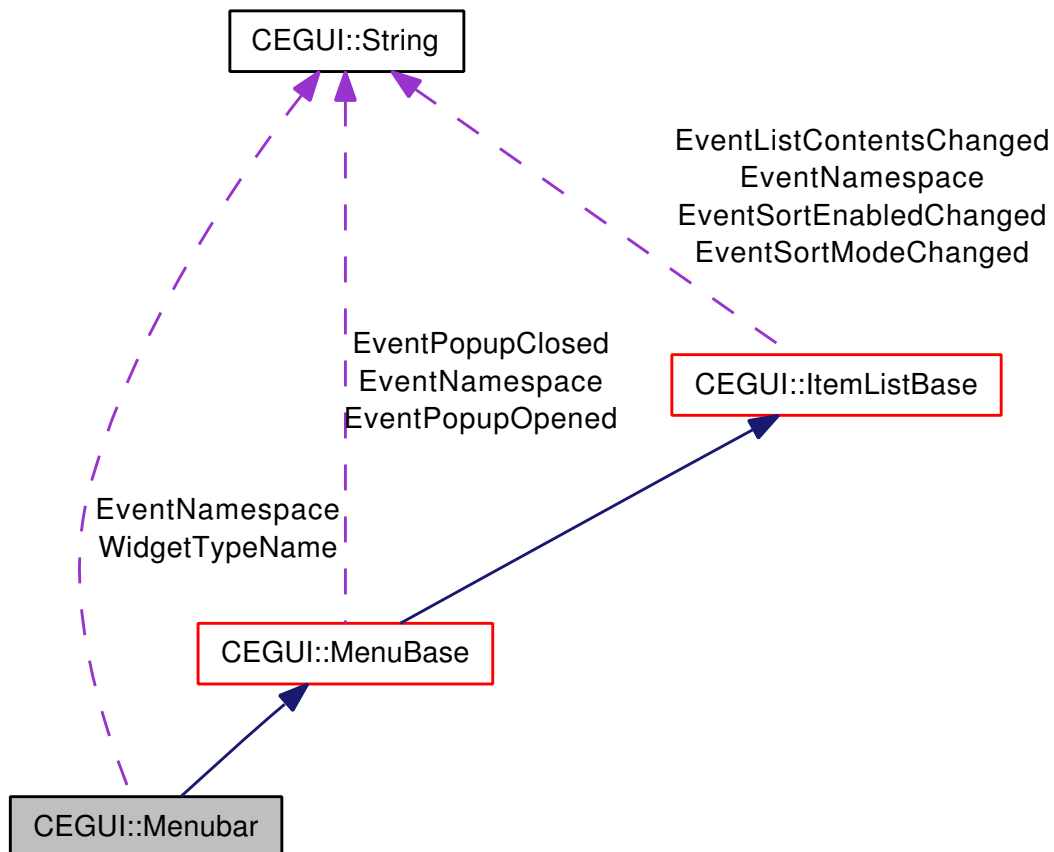 CEGUI::String
EventListContentsChanged
EventNamespace
EventSortEnabledChanged
EventSortModeChanged
EventPopupClosed
EventNamespace
EventPopupOpened
CEGUI::ItemListBase
EventNamespace
WidgetTypeName
CEGUI::MenuBase
CEGUI::Menubar